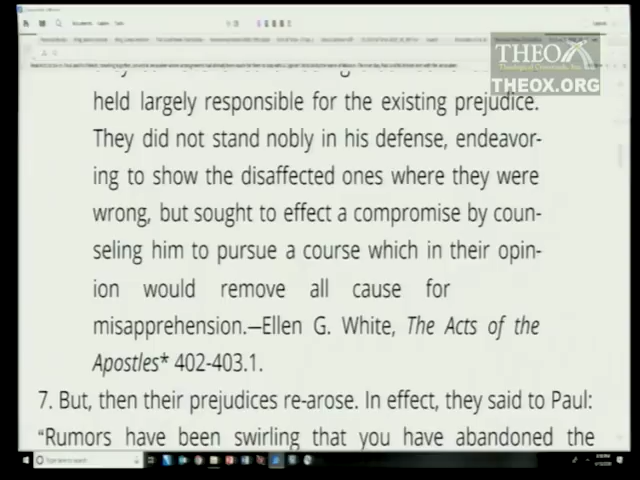 THEOX
THEOX.ORG
held largely responsible for the existing prejudice.
They did not stand nobly in his defense, endeavor-
ing to show the disaffected ones where they were
wrong, but sought to effect a compromise by coun-
seling him to pursue a course which in their opin-
ion would remove all cause for
misapprehension.—Ellen G. White, The Acts of the
Apostles* 402-403.1.
7. But, then their prejudices re-arose. In effect, they said to Paul:
“Rumors have been swirling that you have abandoned the